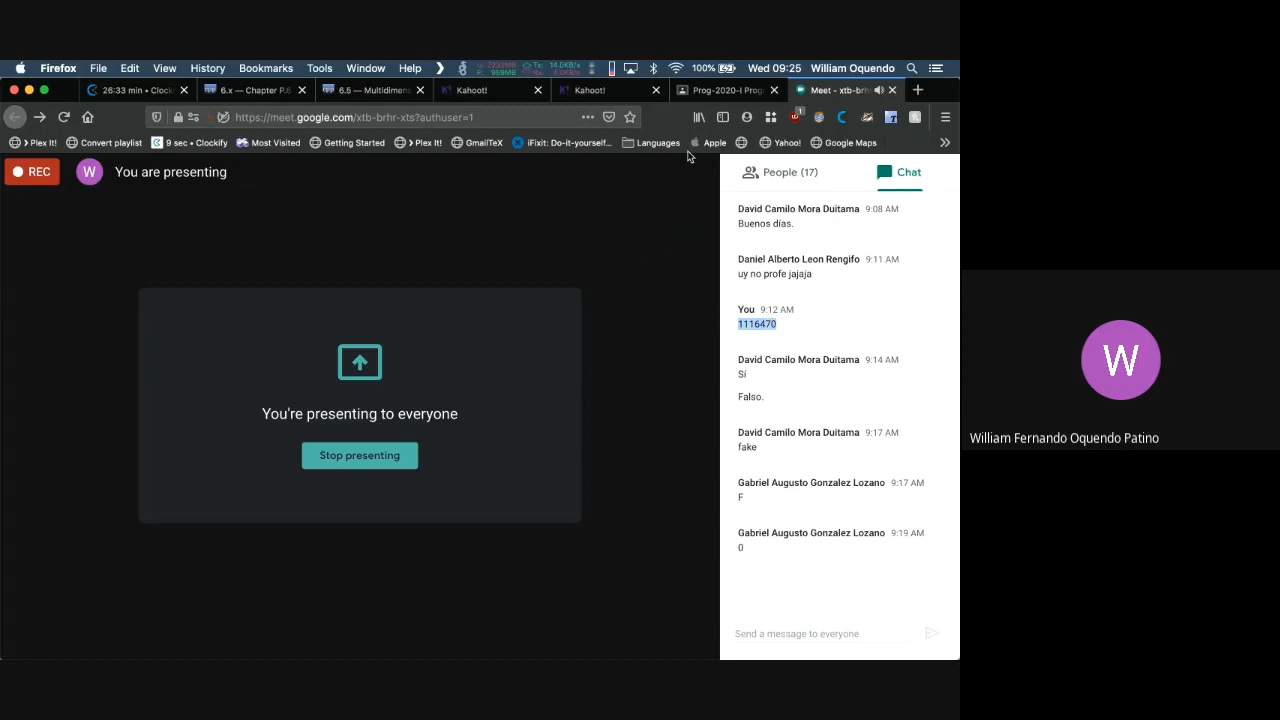 Firefox File Edit View History Bookmarks Tools Window Help 100% Wed 09:25 William Oquendo
26:33 min • Clock 6.x — Chapter P.6 6.5 — Multidimens Kahoot! Kahoot! Prog-2020-I Prog Meet - xtb-brh
https://meet.google.com/xtb-brhr-xts?authuser=1
> Plex It! Convert playlist 9 sec • Clockify Most Visited Getting Started > Plex It! GmailTEX iFixit: Do-it-yourself... Languages Apple Yahoo! Google Maps
REC W You are presenting
People (17) Chat
David Camilo Mora Duitama 9:08 AM
Buenos días.
Daniel Alberto Leon Rengifo 9:11 AM
uy no profe jajaja
You 9:12 AM
1116470
David Camilo Mora Duitama 9:14 AM
Sí
Falso.
David Camilo Mora Duitama 9:17 AM
fake
Gabriel Augusto Gonzalez Lozano 9:17 AM
F
Gabriel Augusto Gonzalez Lozano 9:19 AM
0
Send a message to everyone
You're presenting to everyone
Stop presenting
W
William Fernando Oquendo Patino